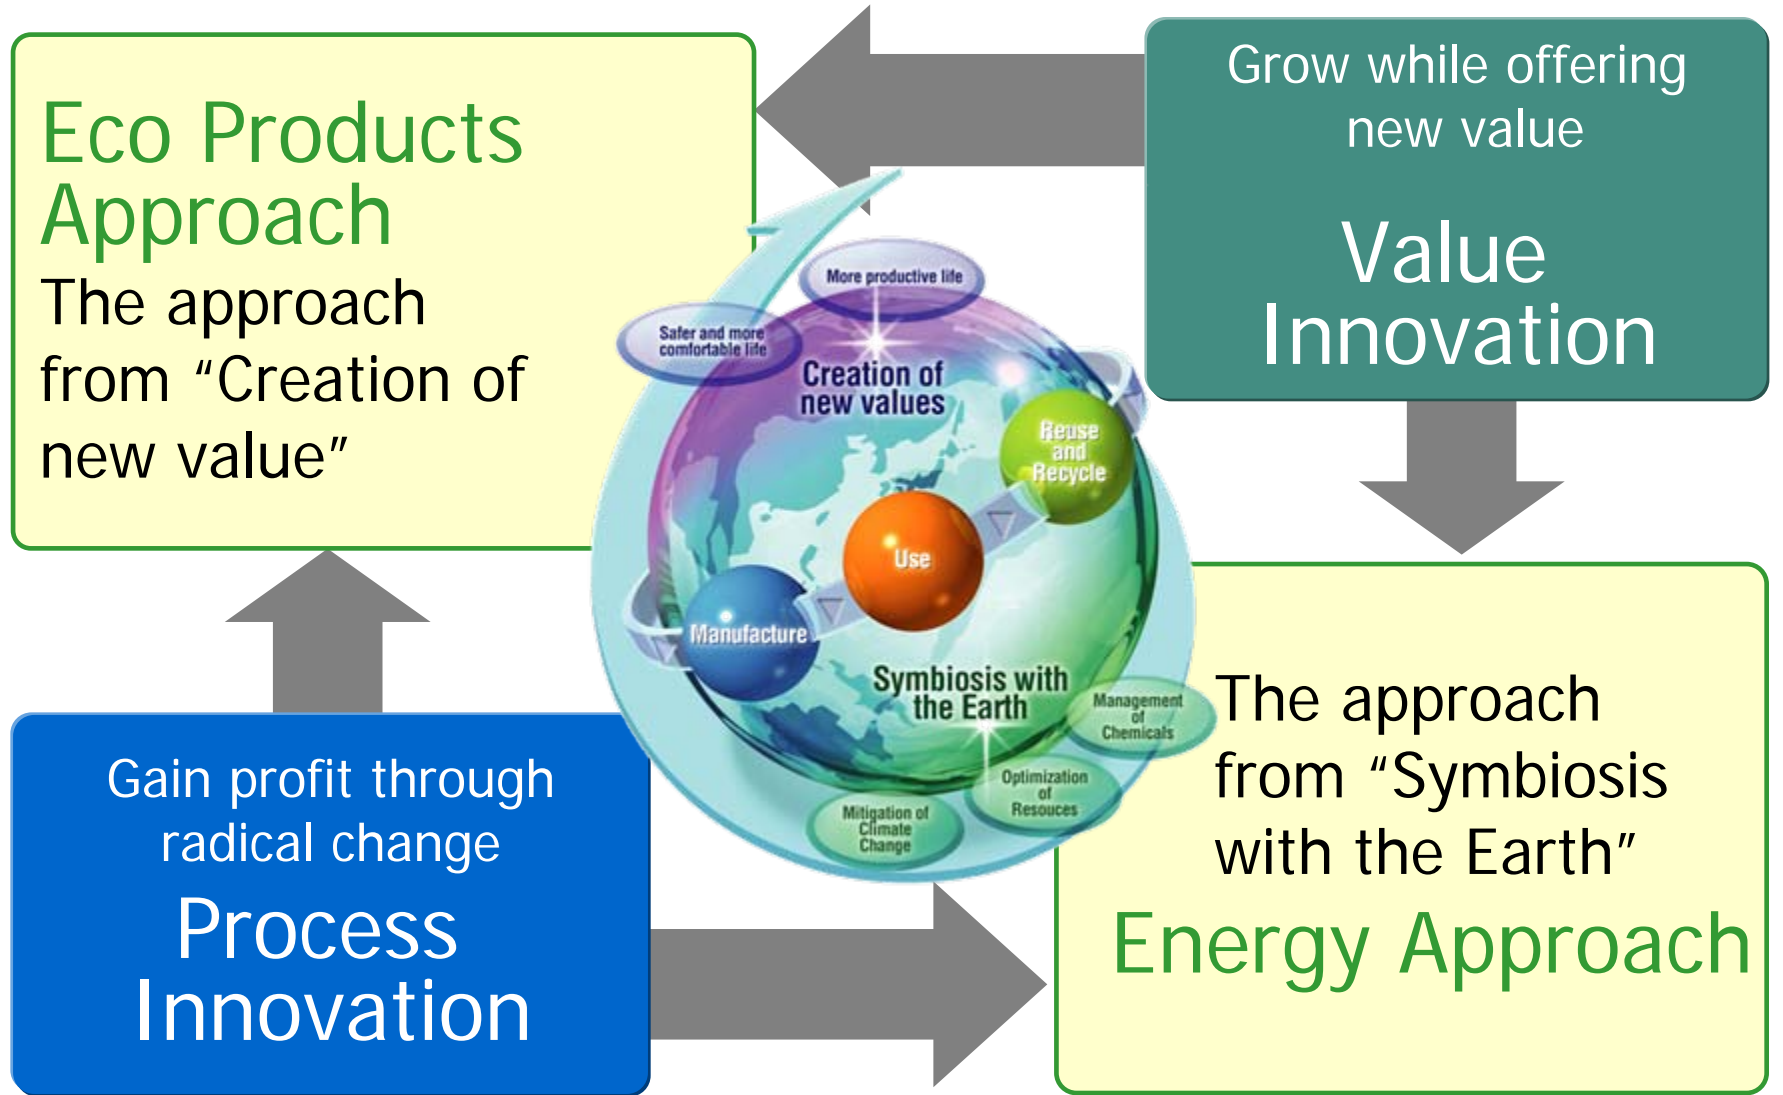 Eco Products
Approach
The approach
from “Creation of
new value”
Grow while offering
new value
Value
Innovation
More productive life
Safer and more
comfortable life
Creation of
new values
Reuse
and
Recycle
Use
Manufacture
Symbiosis with
the Earth
Management
of
Chemicals
Optimization
of
Resouces
Mitigation of
Climate
Change
Gain profit through
radical change
Process
Innovation
The approach
from “Symbiosis
with the Earth”
Energy Approach